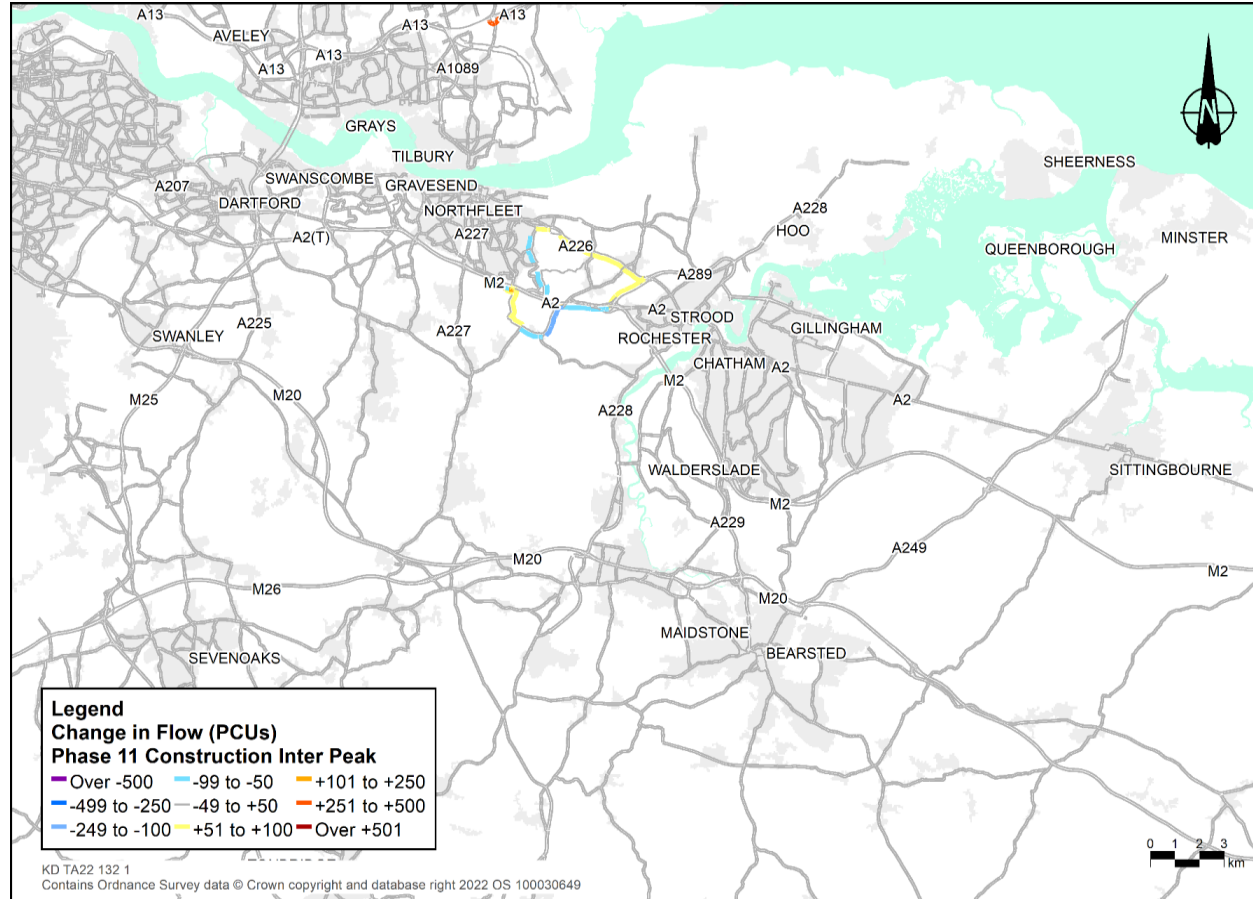 A13
A13
A13
AVELEY
A13
A13
A1089
GRAYS
TILBURY
SHEERNESS
SWANSCOMBE
A207
GRAVESEND
DARTFORD
NORTHFLEET
A228
HOO
A227
A2(T)
A226
MINSTER
QUEENBOROUGH
A289
M2
A2
A2
STROOD
A225
GILLINGHAM
A227
SWANLEY
ROCHESTER
CHATHAM
A2
M2
M25
M20
A2
A228
WALDERSLADE
SITTINGBOURNE
M2
A229
A249
M20
M2
M26
M20
MAIDSTONE
BEARSTED
SEVENOAKS
N
Legend
Change in Flow (PCUs)
Phase 11 Construction Inter Peak
Over -500 -99 to -50 +101 to +250
-499 to -250 -49 to +50 +251 to +500
-249 to -100 +51 to +100 Over +501
0 1 2 3
km
KD TA22 132 1
Contains Ordnance Survey data © Crown copyright and database right 2022 OS 100030649